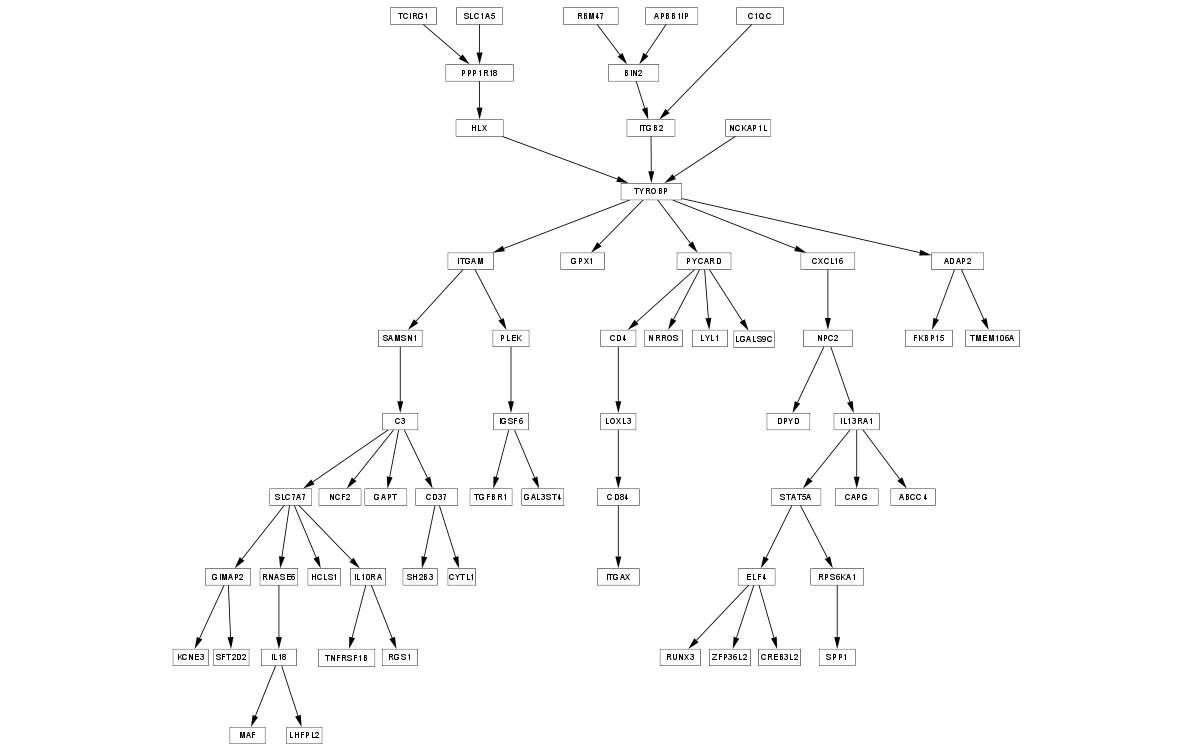 TCIRG1 SLC1A5 RBM47 APBB1IP C1QC
PPP1R18 BIN2
HLX ITGB2 NCKAP1L
TYROBP
ITGAM GPX1 PYCARD CXCL16 ADAP2
SAMSN1 PLEK CD4 NRROS LYL1 LGALS9C NPC2 FKBP15 TMEM106A
C3 IGSF6 LOXL3 DPYD IL13RA1
SLC7A7 NCF2 GAPT CD37 TGFBR1 GAL3ST4 CD84 STAT5A CAPG ABCC4
GIMAP2 RNASE6 HCLS1 IL10RA SH2B3 CYTL1 ITGAX ELF4 RPS6KA1
KCNE3 SFT2D2 IL18 TNFRSF1B RGS1 RUNX3 ZFP36L2 CREB3L2 SPP1
MAF LHFPL2